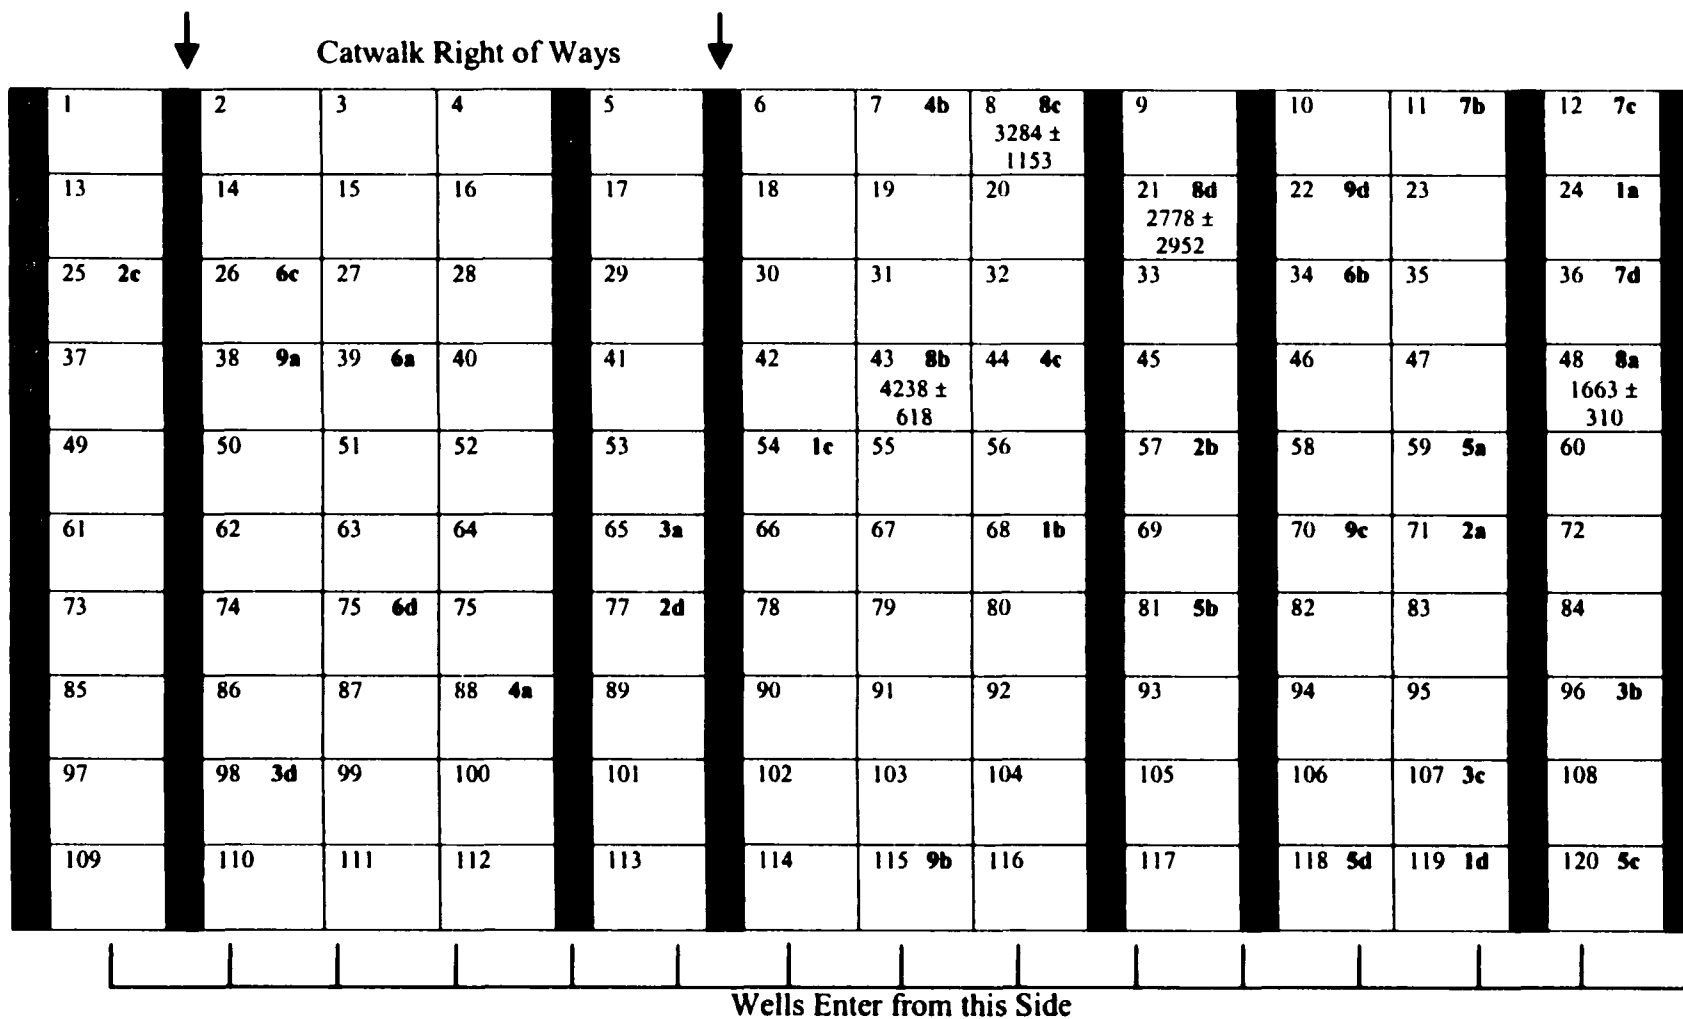 Catwalk Right of Ways
1 2 3 4 5 6 7 4b 8 8c 9 10 11 7b 12 7c
3284 ±
1153
13 14 15 16 17 18 19 20 21 8d 22 9d 23 24 1a
2778 ±
2952
25 2c 26 6c 27 28 29 30 31 32 33 34 6b 35 36 7d
37 38 9a 39 6a 40 41 42 43 8b 44 4c 45 46 47 48 8a
4238 ± 1663 ±
618 310
49 50 51 52 53 54 1c 55 56 57 2b 58 59 5a 60
61 62 63 64 65 3a 66 67 68 1b 69 70 9c 71 2a 72
73 74 75 6d 75 77 2d 78 79 80 81 5b 82 83 84
85 86 87 88 4a 89 90 91 92 93 94 95 96 3b
97 98 3d 99 100 101 102 103 104 105 106 107 3c 108
109 110 111 112 113 114 115 9b 116 117 118 5d 119 1d 120 5c
Wells Enter from this Side